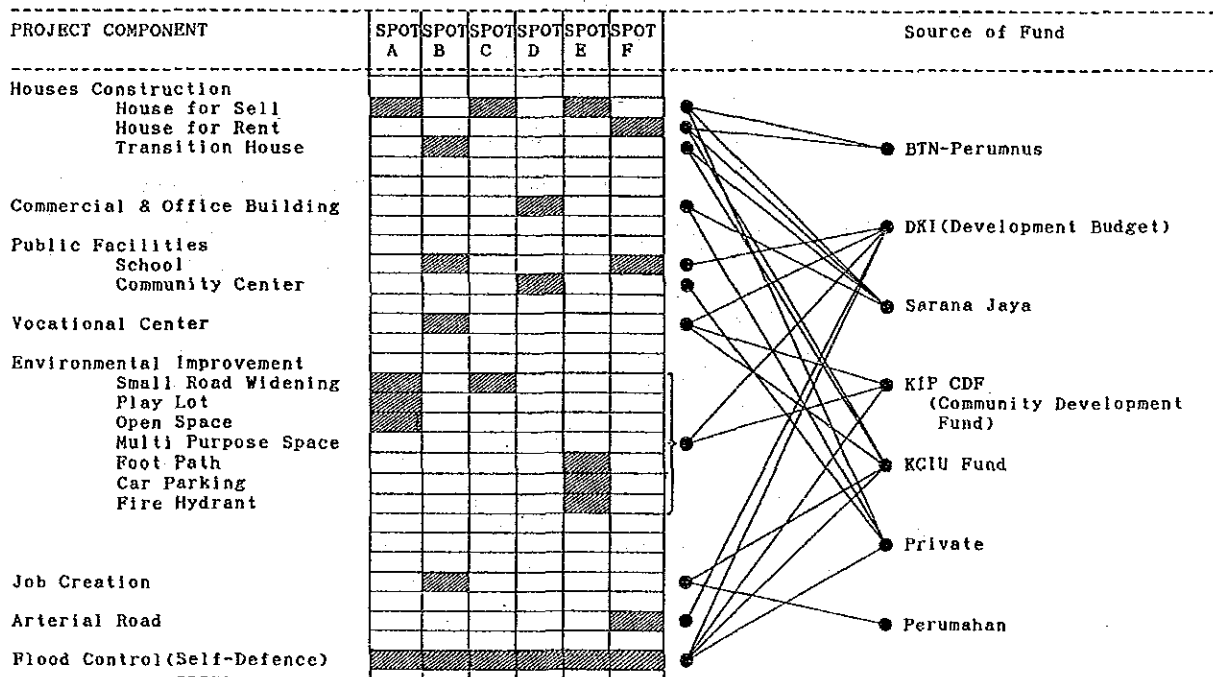 PROJECT COMPONENT SPOT A SPOT B SPOT C SPOT D SPOT E SPOT F Source of Fund
Houses Construction
House for Sell
House for Rent
Transition House
BTN-Perumnus
Commercial & Office Building
DKI(Development Budget)
Public Facilities
School
Community Center
Sarana Jaya
Vocational Center
Environmental Improvement
Small Road Widening
KIP CDF
Play Lot
(Community Development
Open Space
Fund)
Multi Purpose Space
Foot Path
KCIU Fund
Car Parking
Fire Hydrant
Private
Job Creation
Arterial Road
Perumahan
Flood Control(Self-Defence)